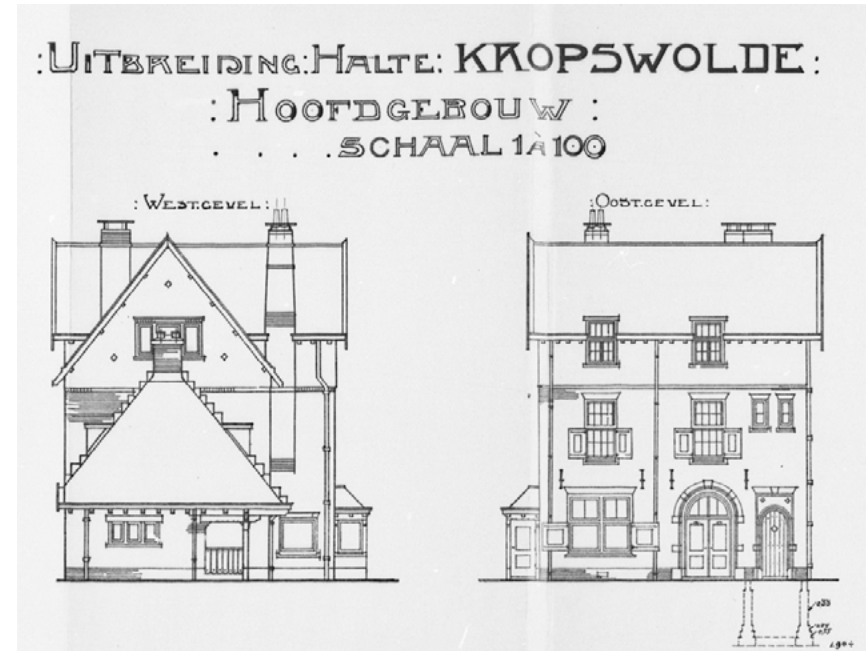 :UITBREIDING:HALTE: KROPSWOLDE:
:HOOFDGEBOUW:
. . . . SCHAAL 1 à 100
:WESTGEVEL:
:OOSTGEVEL:
1904